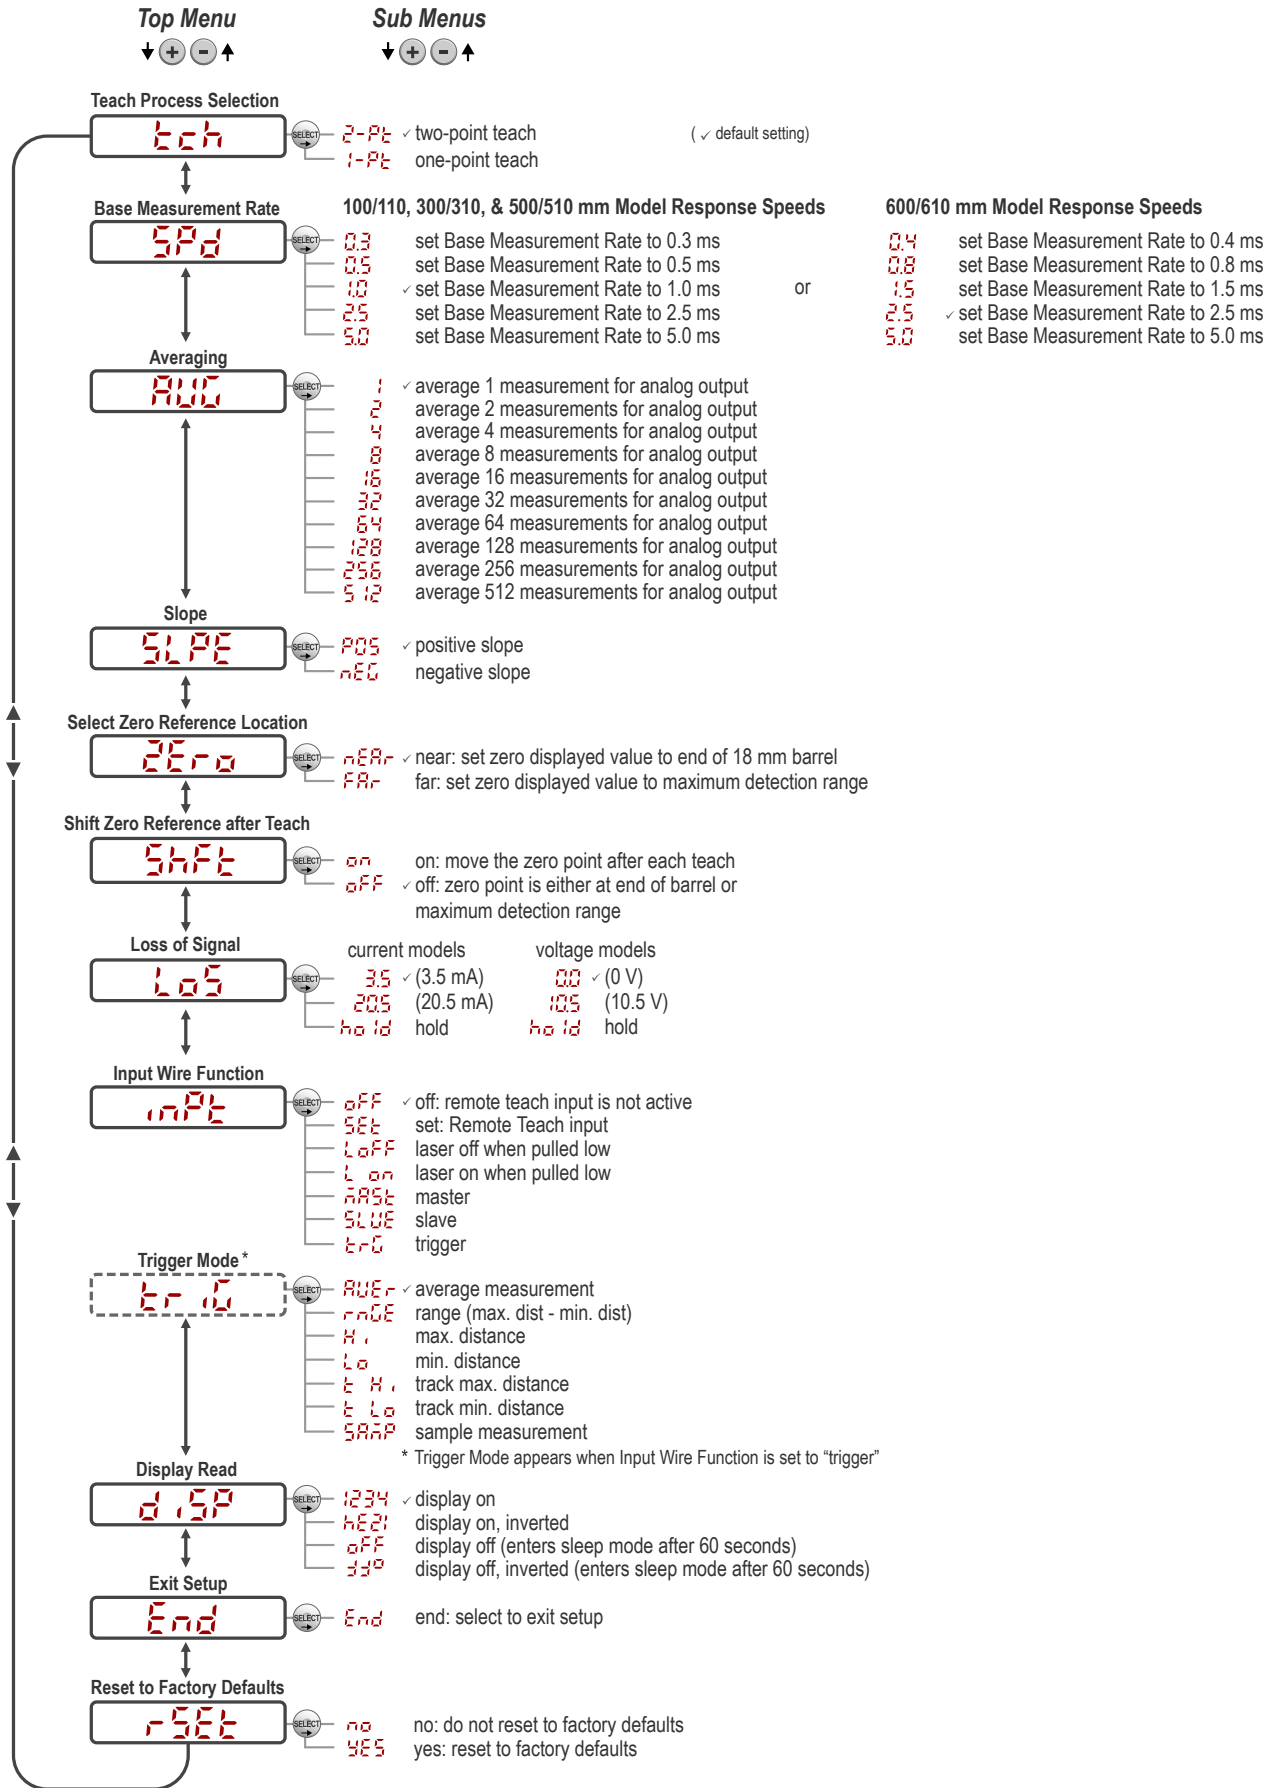 Top Menu Sub Menus
+ - + -
Teach Process Selection
tch SELECT 2-Pt ✓ two-point teach ( ✓ default setting)
1-Pt one-point teach
Base Measurement Rate 100/110, 300/310, & 500/510 mm Model Response Speeds 600/610 mm Model Response Speeds
SPd SELECT 0.3 set Base Measurement Rate to 0.3 ms 0.4 set Base Measurement Rate to 0.4 ms
0.5 set Base Measurement Rate to 0.5 ms 0.8 set Base Measurement Rate to 0.8 ms
1.0 ✓ set Base Measurement Rate to 1.0 ms or 1.5 set Base Measurement Rate to 1.5 ms
2.5 set Base Measurement Rate to 2.5 ms 2.5 ✓ set Base Measurement Rate to 2.5 ms
5.0 set Base Measurement Rate to 5.0 ms 5.0 set Base Measurement Rate to 5.0 ms
Averaging
AUG SELECT 1 ✓ average 1 measurement for analog output
2 average 2 measurements for analog output
4 average 4 measurements for analog output
8 average 8 measurements for analog output
16 average 16 measurements for analog output
32 average 32 measurements for analog output
64 average 64 measurements for analog output
128 average 128 measurements for analog output
256 average 256 measurements for analog output
512 average 512 measurements for analog output
Slope
SLPE SELECT POS ✓ positive slope
nEG negative slope
Select Zero Reference Location
ZEro SELECT nEAr ✓ near: set zero displayed value to end of 18 mm barrel
FAr far: set zero displayed value to maximum detection range
Shift Zero Reference after Teach
ShFt SELECT on on: move the zero point after each teach
oFF ✓ off: zero point is either at end of barrel or
maximum detection range
Loss of Signal current models voltage models
LoS SELECT 3.5 ✓ (3.5 mA) 0.0 ✓ (0 V)
20.5 (20.5 mA) 10.5 (10.5 V)
hold hold hold hold
Input Wire Function
inPt SELECT oFF ✓ off: remote teach input is not active
SEt set: Remote Teach input
LoFF laser off when pulled low
L on laser on when pulled low
mASt master
SLUE slave
trG trigger
Trigger Mode *
triG SELECT AUEr ✓ average measurement
rnGE range (max. dist - min. dist)
Hi max. distance
Lo min. distance
t Hi track max. distance
t Lo track min. distance
SAmP sample measurement
* Trigger Mode appears when Input Wire Function is set to “trigger”
Display Read
diSP SELECT 1234 ✓ display on
hEZ1 display on, inverted
oFF display off (enters sleep mode after 60 seconds)
display off, inverted (enters sleep mode after 60 seconds)
Exit Setup
End SELECT End end: select to exit setup
Reset to Factory Defaults
rSEt SELECT no no: do not reset to factory defaults
YES yes: reset to factory defaults